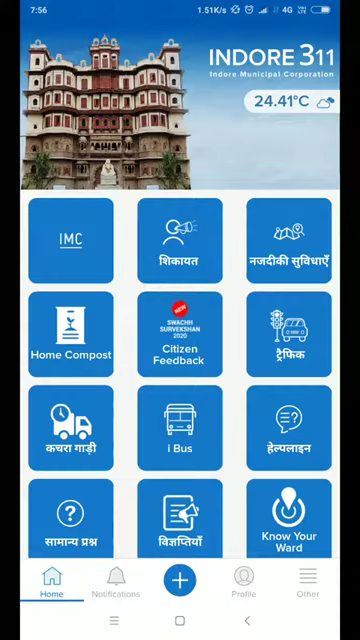 7:56
1.51K/s
4G
INDORE 311
Indore Municipal Corporation
24.41°C
IMC
शिकायत
नजदीकी सुविधाएँ
Home Compost
NEW
SWACHH
SURVEKSHAN
2020
Citizen
Feedback
ट्रैफिक
कचरा गाड़ी
i Bus
हेल्पलाइन
सामान्य प्रश्न
विज्ञप्तियाँ
Know Your
Ward
Home
Notifications
Profile
Other